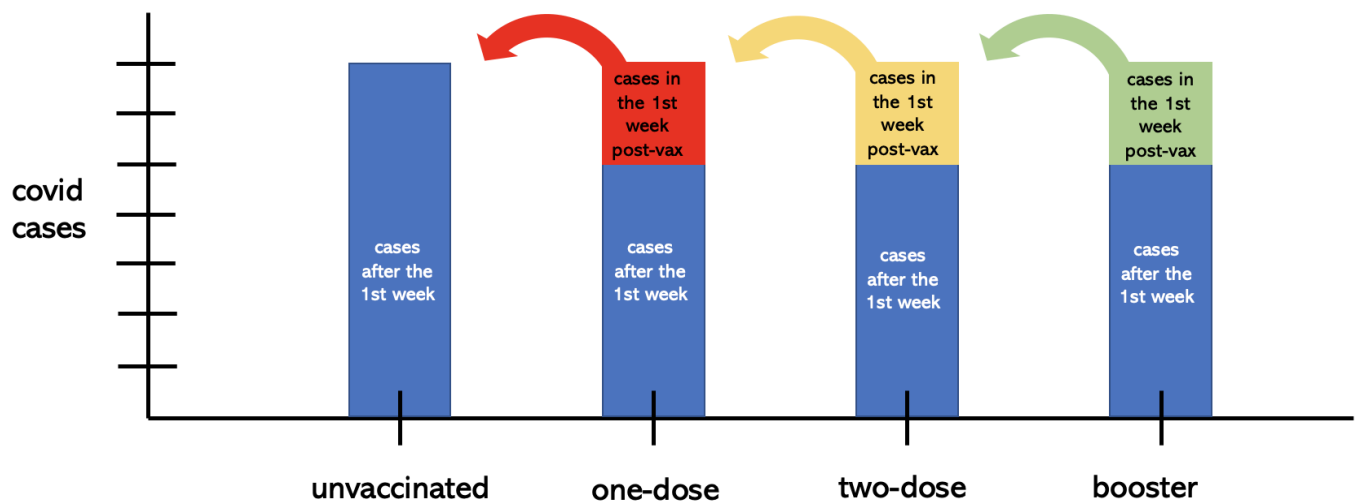 covid
cases
cases in
the 1st
week
post-vax
cases in
the 1st
week
post-vax
cases in
the 1st
week
post-vax
cases
after the
1st week
cases
after the
1st week
cases
after the
1st week
cases
after the
1st week
unvaccinated
one-dose
two-dose
booster